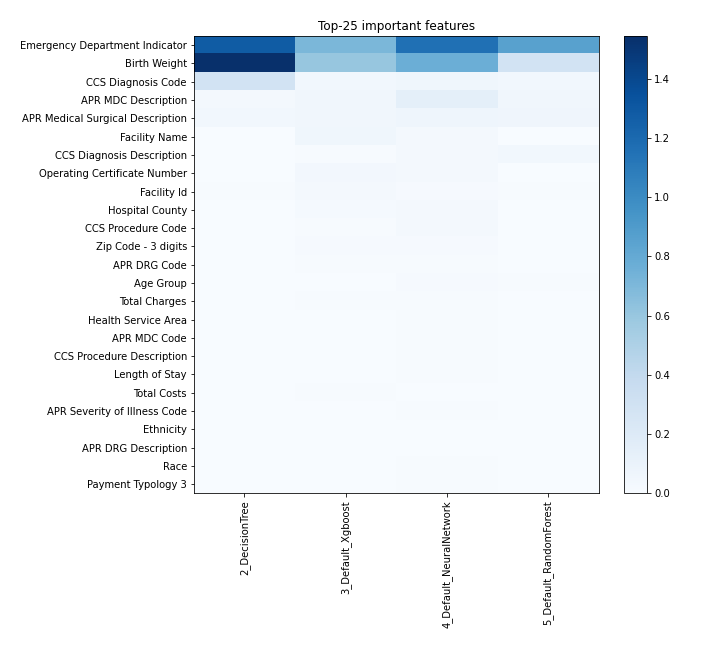 Top-25 important features
Emergency Department Indicator
Birth Weight
CCS Diagnosis Code
APR MDC Description
APR Medical Surgical Description
Facility Name
CCS Diagnosis Description
Operating Certificate Number
Facility Id
Hospital County
CCS Procedure Code
Zip Code - 3 digits
APR DRG Code
Age Group
Total Charges
Health Service Area
APR MDC Code
CCS Procedure Description
Length of Stay
Total Costs
APR Severity of Illness Code
Ethnicity
APR DRG Description
Race
Payment Typology 3
2_DecisionTree
3_Default_Xgboost
4_Default_NeuralNetwork
5_Default_RandomForest
1.4
1.2
1.0
0.8
0.6
0.4
0.2
0.0